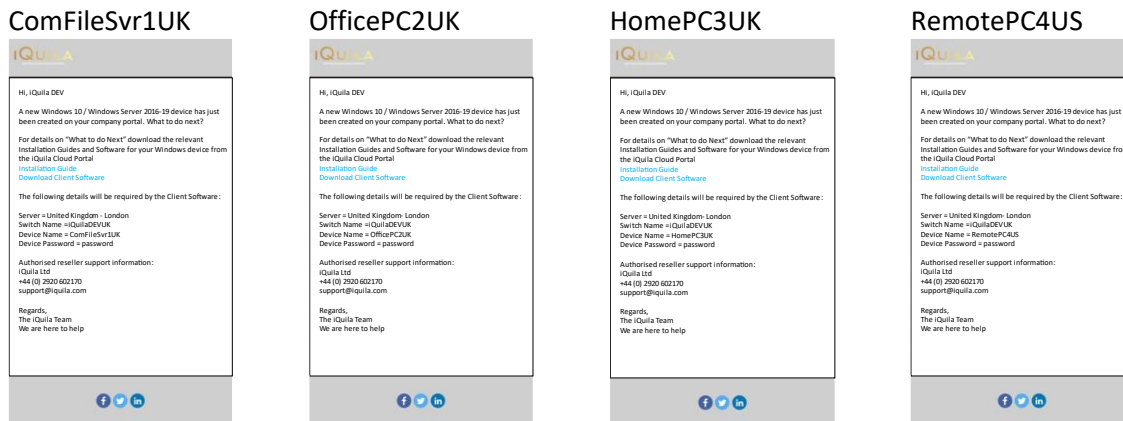 ComFileSvr1UK
iQUILA
Hi, iQuila DEV
A new Windows 10 / Windows Server 2016-19 device has just
been created on your company portal. What to do next?
For details on "What to do Next" download the relevant
Installation Guides and Software for your Windows device from
the iQuila Cloud Portal
Installation Guide
Download Client Software
The following details will be required by the Client Software:
Server = United Kingdom - London
Switch Name =iQuilaDEVUK
Device Name = ComFileSvr1UK
Device Password = password
Authorised reseller support information:
iQuila Ltd
+44 (0) 2920 602170
support@iquila.com
Regards,
The iQuila Team
We are here to help
OfficePC2UK
iQUILA
Hi, iQuila DEV
A new Windows 10 / Windows Server 2016-19 device has just
been created on your company portal. What to do next?
For details on "What to do Next" download the relevant
Installation Guides and Software for your Windows device from
the iQuila Cloud Portal
Installation Guide
Download Client Software
The following details will be required by the Client Software:
Server = United Kingdom- London
Switch Name =iQuilaDEVUK
Device Name = OfficePC2UK
Device Password = password
Authorised reseller support information:
iQuila Ltd
+44 (0) 2920 602170
support@iquila.com
Regards,
The iQuila Team
We are here to help
HomePC3UK
iQUILA
Hi, iQuila DEV
A new Windows 10 / Windows Server 2016-19 device has just
been created on your company portal. What to do next?
For details on "What to do Next" download the relevant
Installation Guides and Software for your Windows device from
the iQuila Cloud Portal
Installation Guide
Download Client Software
The following details will be required by the Client Software:
Server = United Kingdom- London
Switch Name =iQuilaDEVUK
Device Name = HomePC3UK
Device Password = password
Authorised reseller support information:
iQuila Ltd
+44 (0) 2920 602170
support@iquila.com
Regards,
The iQuila Team
We are here to help
RemotePC4US
iQUILA
Hi, iQuila DEV
A new Windows 10 / Windows Server 2016-19 device has just
been created on your company portal. What to do next?
For details on "What to do Next" download the relevant
Installation Guides and Software for your Windows device fro
the iQuila Cloud Portal
Installation Guide
Download Client Software
The following details will be required by the Client Software:
Server = United Kingdom- London
Switch Name =iQuilaDEVUK
Device Name = RemotePC4US
Device Password = password
Authorised reseller support information:
iQuila Ltd
+44 (0) 2920 602170
support@iquila.com
Regards,
The iQuila Team
We are here to help